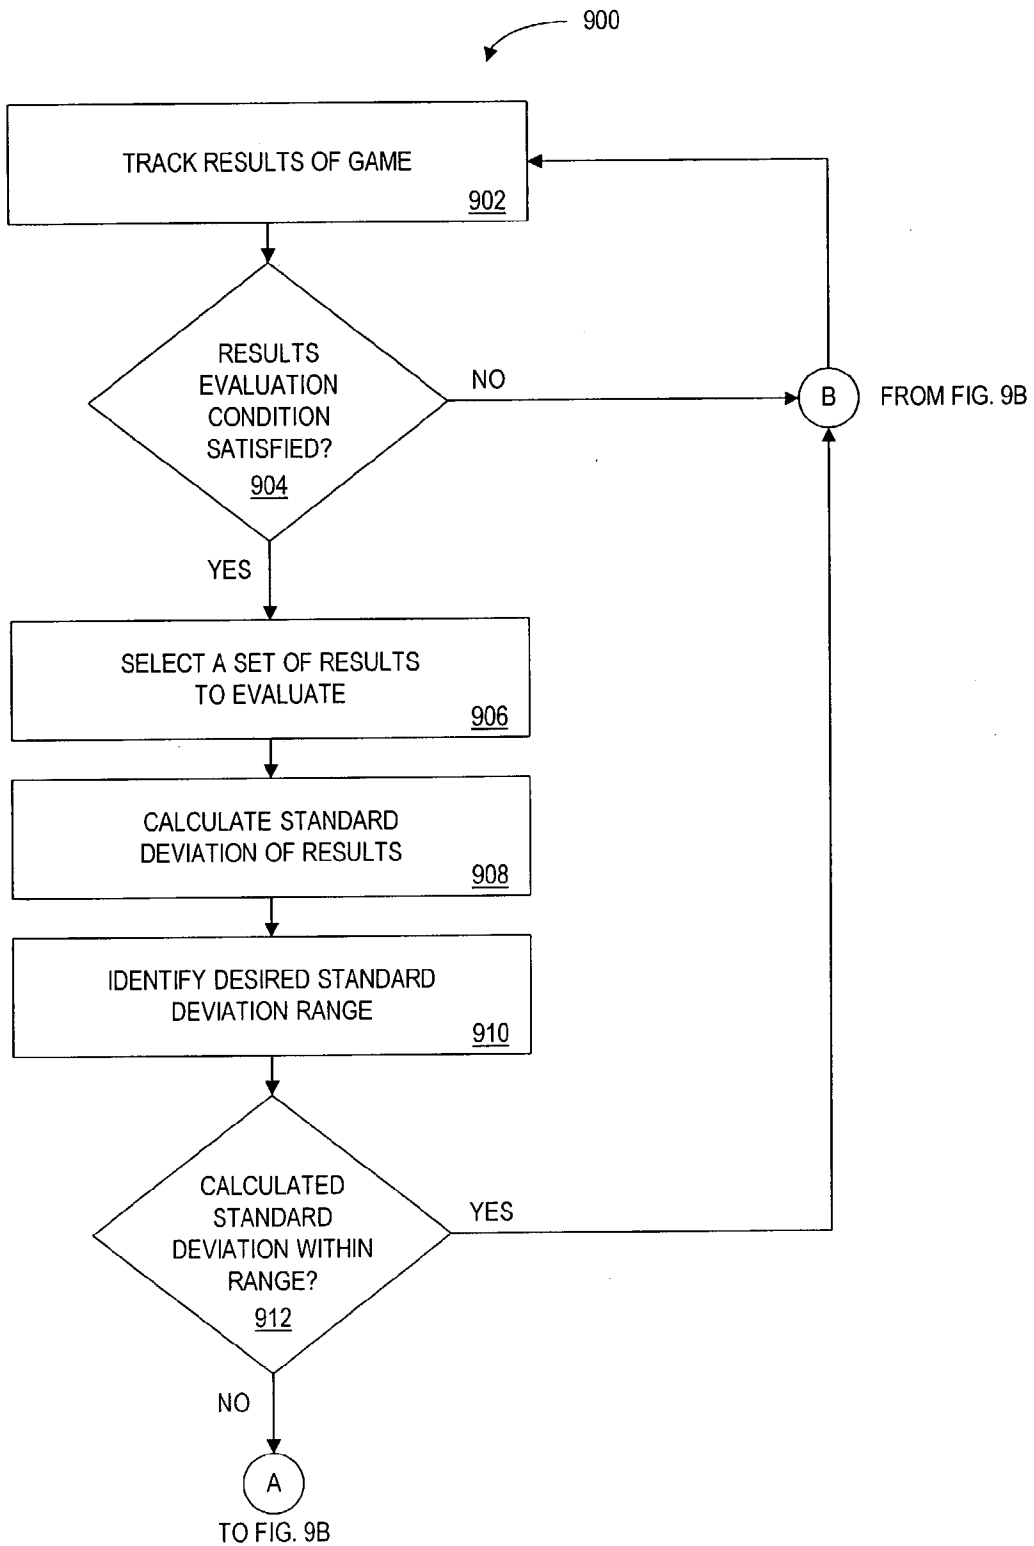 900
TRACK RESULTS OF GAME
902
RESULTS
EVALUATION
CONDITION
SATISFIED?
904
NO
B
FROM FIG. 9B
YES
SELECT A SET OF RESULTS
TO EVALUATE
906
CALCULATE STANDARD
DEVIATION OF RESULTS
908
IDENTIFY DESIRED STANDARD
DEVIATION RANGE
910
CALCULATED
STANDARD
DEVIATION WITHIN
RANGE?
912
YES
NO
A
TO FIG. 9B